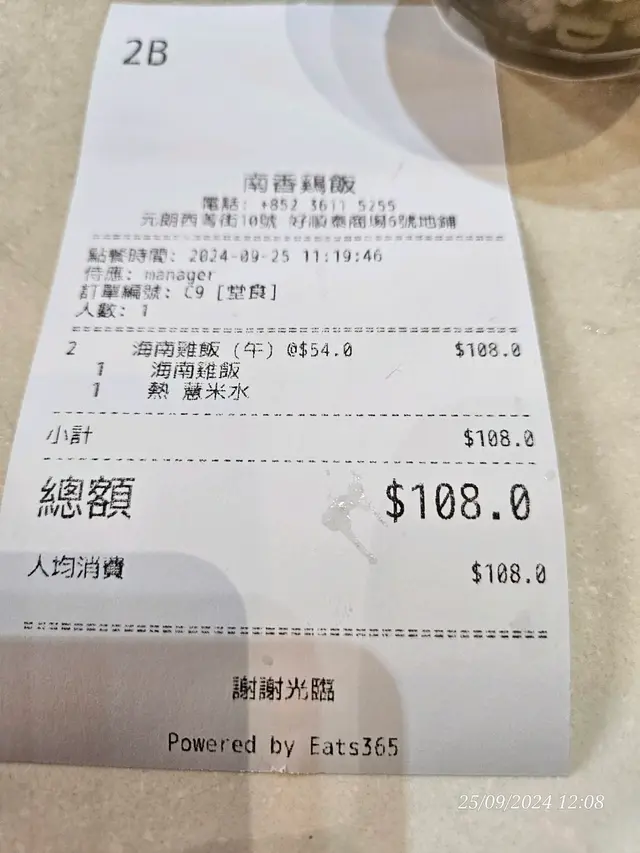 2B
南香鷄飯
電話: +852 3611 5255
元朗西菁街10號 好順泰商場6號地鋪
點餐時間: 2024-09-25 11:19:46
侍應: manager
訂單編號: C9 [堂食]
人數: 1
2 海南雞飯 (午) @$54.0 $108.0
1 海南雞飯
1 熱 薏米水
小計 $108.0
總額 $108.0
人均消費 $108.0
謝謝光臨
Powered by Eats365
25/09/2024 12:08